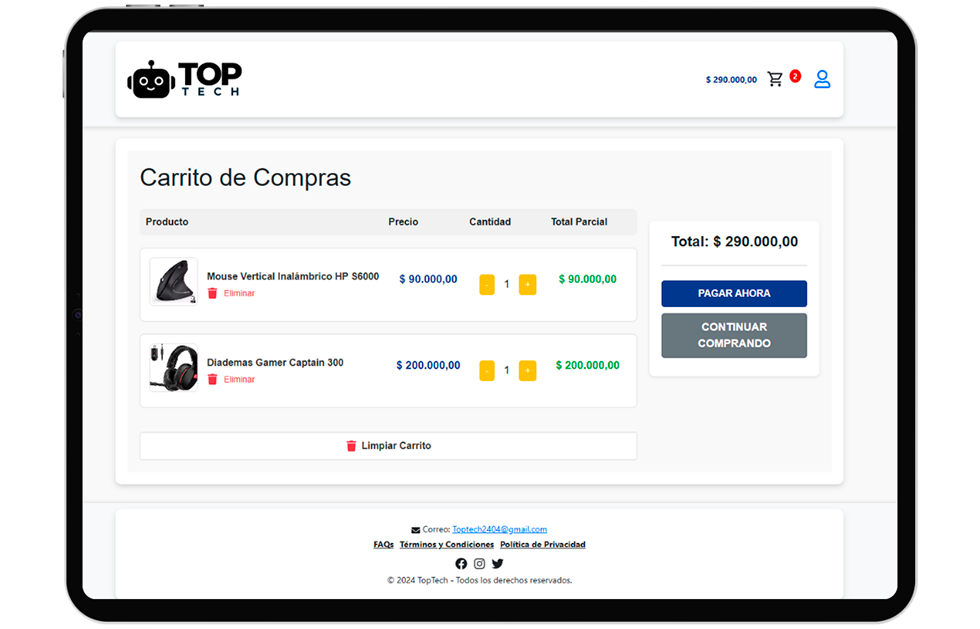 TOP
TECH
$ 290.000,00 2
Carrito de Compras
Producto Precio Cantidad Total Parcial
Mouse Vertical Inalámbrico HP S6000 $ 90.000,00 - 1 + $ 90.000,00
Eliminar
Diademas Gamer Captain 300 $ 200.000,00 - 1 + $ 200.000,00
Eliminar
Limpiar Carrito
Total: $ 290.000,00
PAGAR AHORA
CONTINUAR
COMPRANDO
Correo: Toptech2404@gmail.com
FAQs Términos y Condiciones Política de Privacidad
© 2024 TopTech - Todos los derechos reservados.